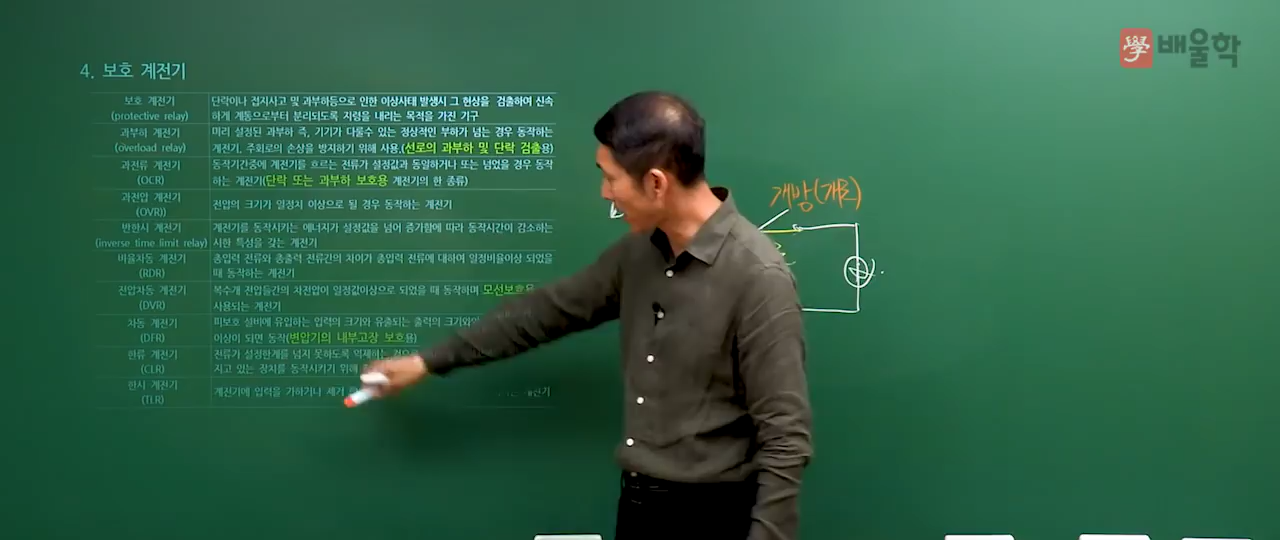 學 배울학
4. 보호 계전기
보호 계전기
(protective relay)
단락이나 접지사고 및 과부하등으로 인한 이상사태 발생시 그 현상을 검출하여 신속
하게 계통으로부터 분리되도록 지령을 내리는 목적을 가진 기구
과부하 계전기
(overload relay)
미리 설정된 과부하 즉, 기기가 다룰수 있는 정상적인 부하가 넘는 경우 동작하는
계전기, 주회로의 손상을 방지하기 위해 사용.(선로의 과부하 및 단락 검출용)
과전류 계전기
(OCR)
동작기간중에 계전기를 흐르는 전류가 설정값과 동일하거나 또는 넘었을 경우 동작
하는 계전기(단락 또는 과부하 보호용 계전기의 한 종류)
과전압 계전기
(OVR))
전압의 크기가 일정치 이상으로 될 경우 동작하는 계전기
반한시 계전기
(inverse time limit relay)
계전기를 동작시키는 에너지가 설정값을 넘어 증가함에 따라 동작시간이 감소하는
시한 특성을 갖는 계전기
비율차동 계전기
(RDR)
총입력 전류와 총출력 전류간의 차이가 총입력 전류에 대하여 일정비율이상 되었을
때 동작하는 계전기
전압차동 계전기
(DVR)
복수개 전압들간의 차전압이 일정값이상으로 되었을 때 동작하며 모선보호용
사용되는 계전기
차동 계전기
(DFR)
피보호 설비에 유입하는 입력의 크기와 유출되는 출력의 크기와의
이상이 되면 동작(변압기의 내부고장 보호용)
한류 계전기
(CLR)
전류가 설정한계를 넘지 못하도록 억제하는
지고 있는 장치를 동작시키기 위해
한시 계전기
(TLR)
계전기에 입력을 가하거나 제거 계전기
개방(개로)